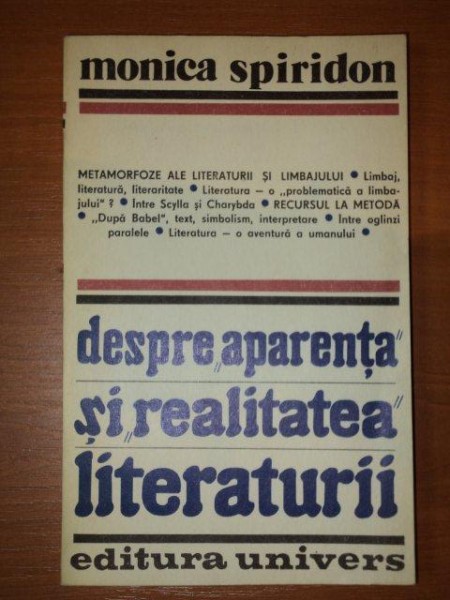 monica spiridon
METAMORFOZE ALE LITERATURII ȘI LIMBAJULUI ● Limbaj,
literatură, literaritate ● Literatura — o „problematică a limba-
jului" ? ● Între Scylla și Charybda ● RECURSUL LA METODĂ
● „După Babel", text, simbolism, interpretare ● Între oglinzi
paralele ● Literatura — o aventură a umanului ●
despre „aparența"
și „realitatea"
literaturii
editura univers